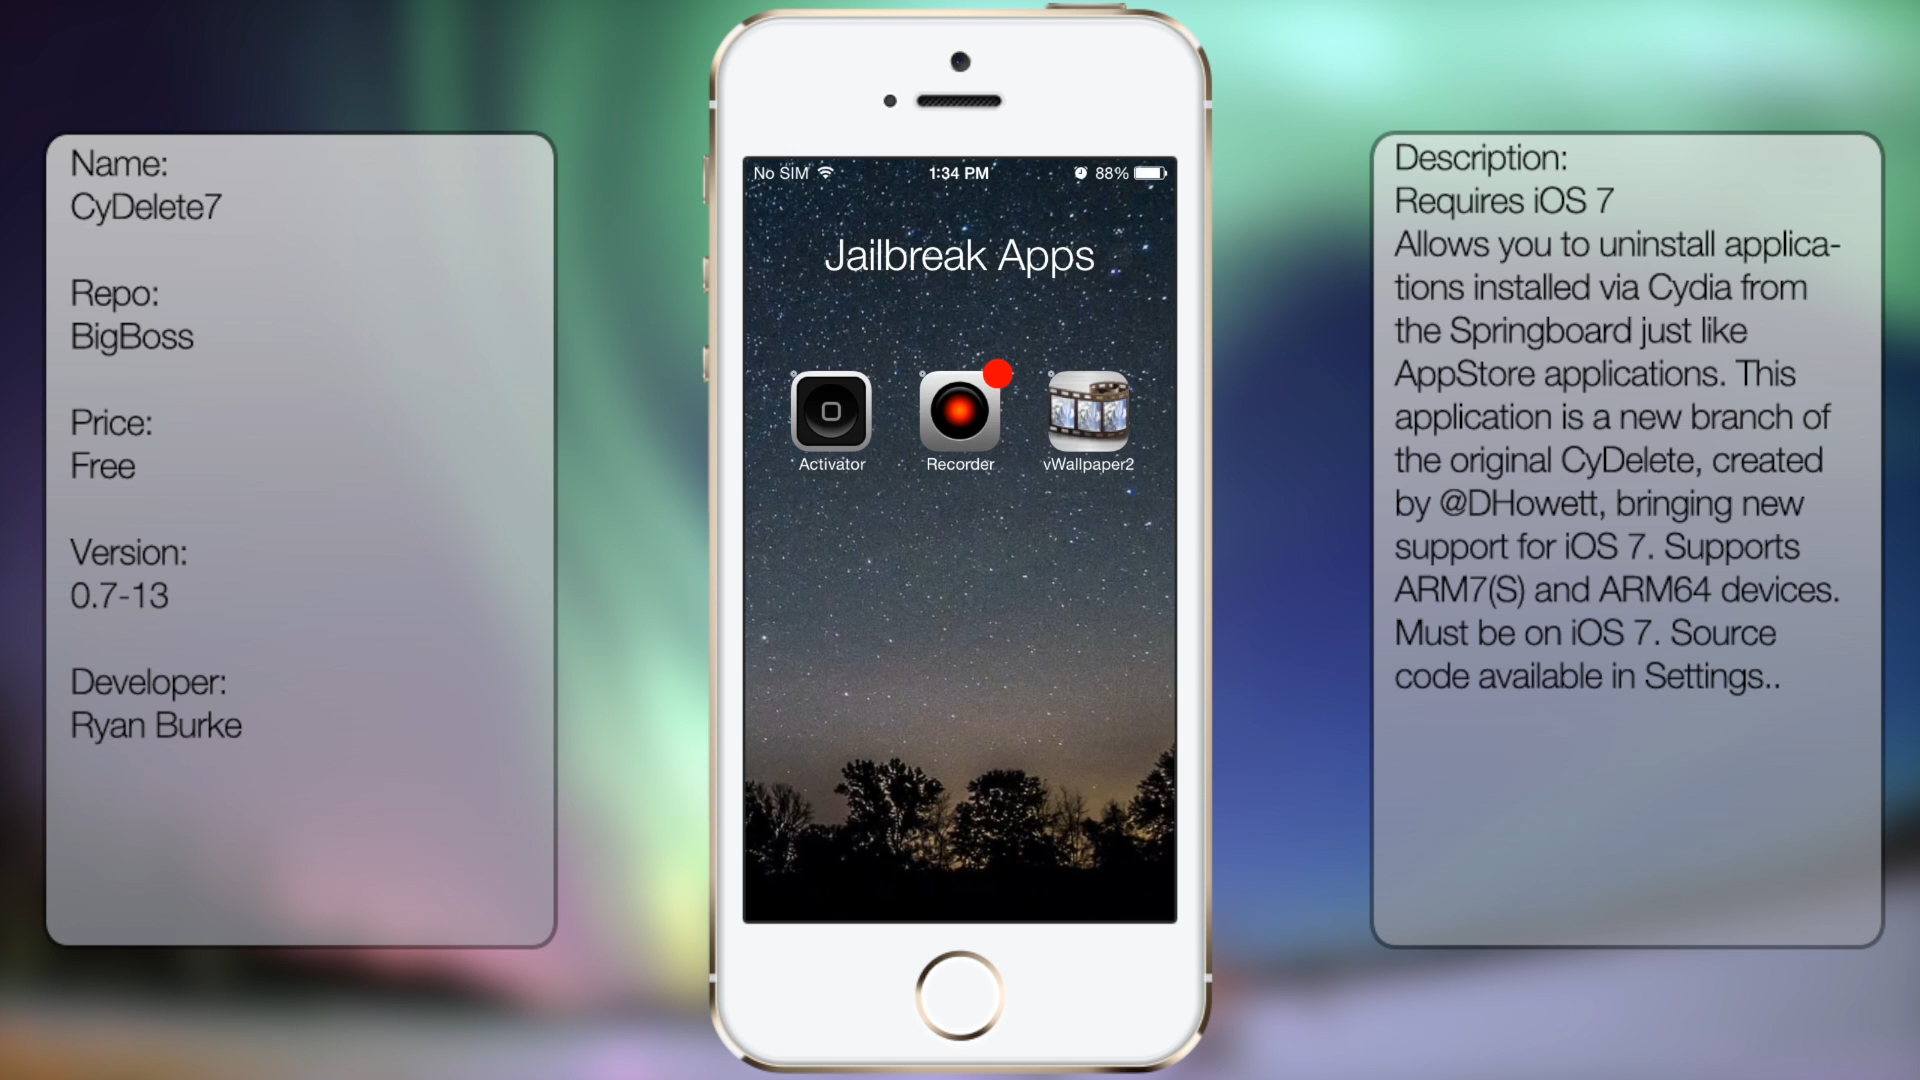 Name:
CyDelete7
Repo:
BigBoss
Price:
Free
Version:
0.7-13
Developer:
Ryan Burke
No SIM
1:34 PM
88%
Jailbreak Apps
Activator
Recorder
vWallpaper2
Description:
Requires iOS 7
Allows you to uninstall applica-
tions installed via Cydia from
the Springboard just like
AppStore applications. This
application is a new branch of
the original CyDelete, created
by @DHowett, bringing new
support for iOS 7. Supports
ARM7(S) and ARM64 devices.
Must be on iOS 7. Source
code available in Settings..